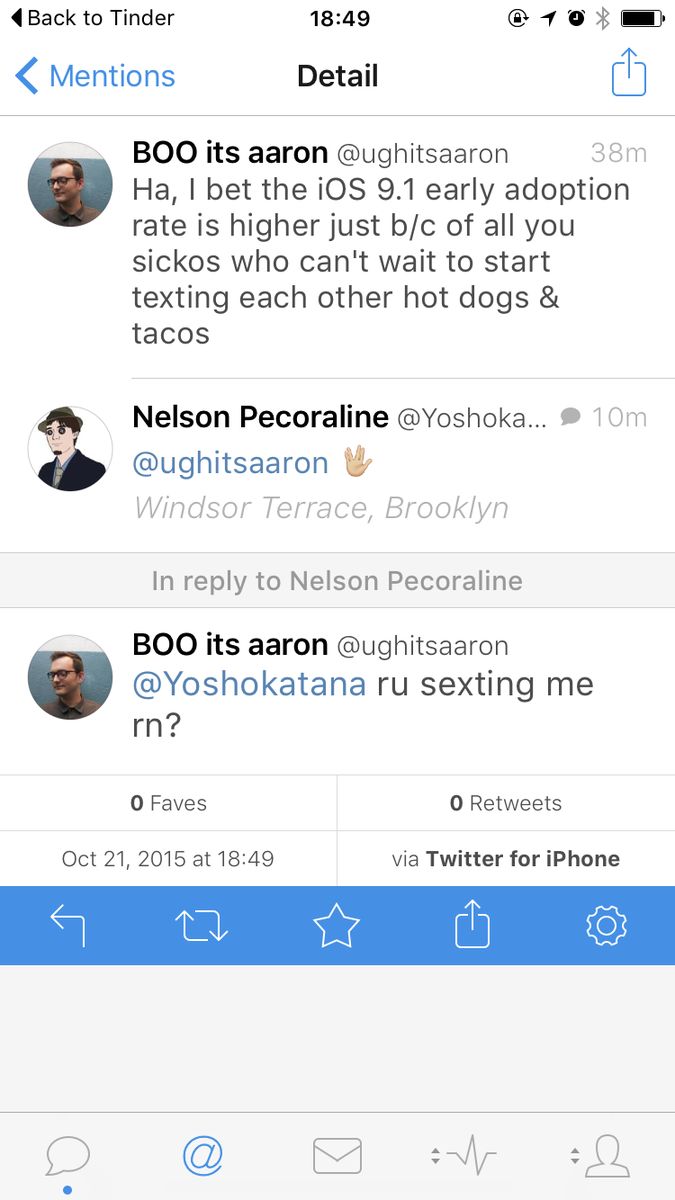 Back to Tinder 18:49
Mentions Detail
BOO its aaron @ughitsaaron 38m
Ha, I bet the iOS 9.1 early adoption
rate is higher just b/c of all you
sickos who can't wait to start
texting each other hot dogs &
tacos
Nelson Pecoraline @Yoshoka... 10m
@ughitsaaron 🖖🏼
Windsor Terrace, Brooklyn
In reply to Nelson Pecoraline
BOO its aaron @ughitsaaron
@Yoshokatana ru sexting me
rn?
0 Faves 0 Retweets
Oct 21, 2015 at 18:49 via Twitter for iPhone